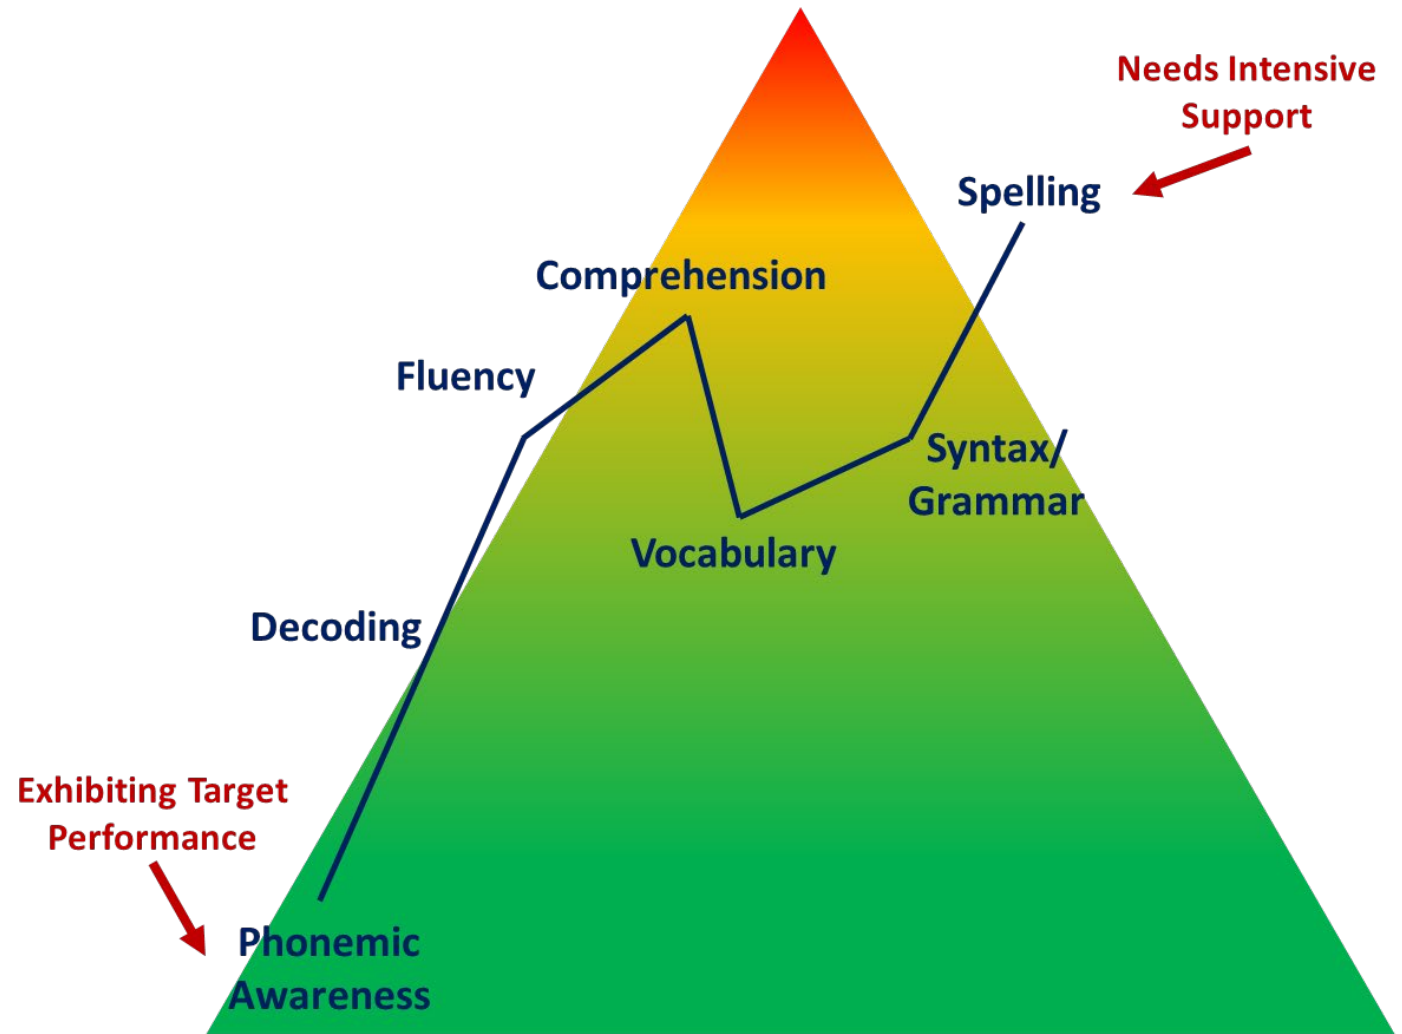 Needs Intensive
Support
Spelling
Comprehension
Fluency
Syntax/
Grammar
Vocabulary
Decoding
Exhibiting Target
Performance
Phonemic
Awareness